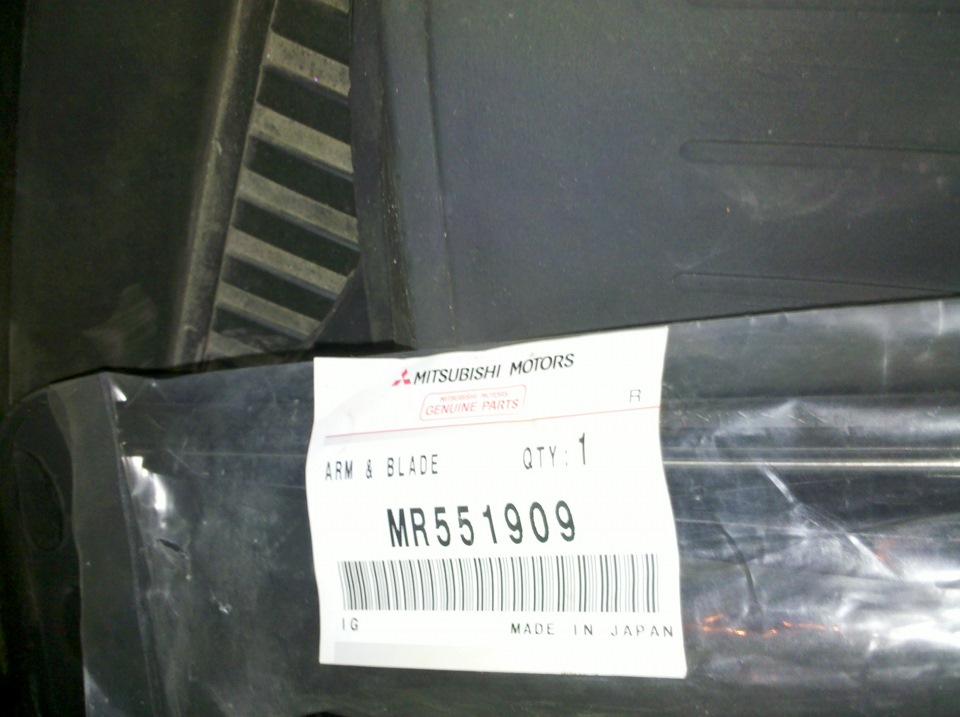 MITSUBISHI MOTORS
MITSUBISHI MOTORS
GENUINE PARTS
R
ARM & BLADE QTY: 1
MR551909
IG MADE IN JAPAN